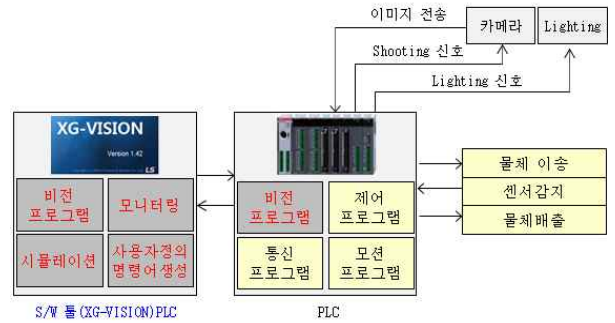 이미지 전송
카메라
Lighting
Shooting 신호
Lighting 신호
XG-VISION
Version 1.42
LS
비전
프로그램
모니터링
시뮬레이션
사용자정의
명령어생성
비전
프로그램
제어
프로그램
통신
프로그램
모션
프로그램
물체 이송
센서감지
물체배출
S/W 툴(XG-VISION)PLC
PLC